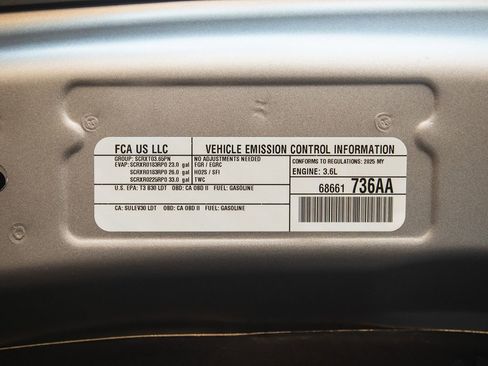 FCA US LLC
VEHICLE EMISSION CONTROL INFORMATION
GROUP: SCRXT03.65PN
EVAP: SCRXR0183RP0 23.0 gal
SCRXR0183RP0 26.0 gal
SCRXR0225RP0 33.0 gal
NO ADJUSTMENTS NEEDED
EGR / EGRC
HO2S / SFI
TWC
CONFORMS TO REGULATIONS: 2025 MY
ENGINE: 3.6L
68661 736AA
U.S. EPA: T3 B30 LDT OBD: CA OBD II FUEL: GASOLINE
CA: SULEV30 LDT OBD: CA OBD II FUEL: GASOLINE